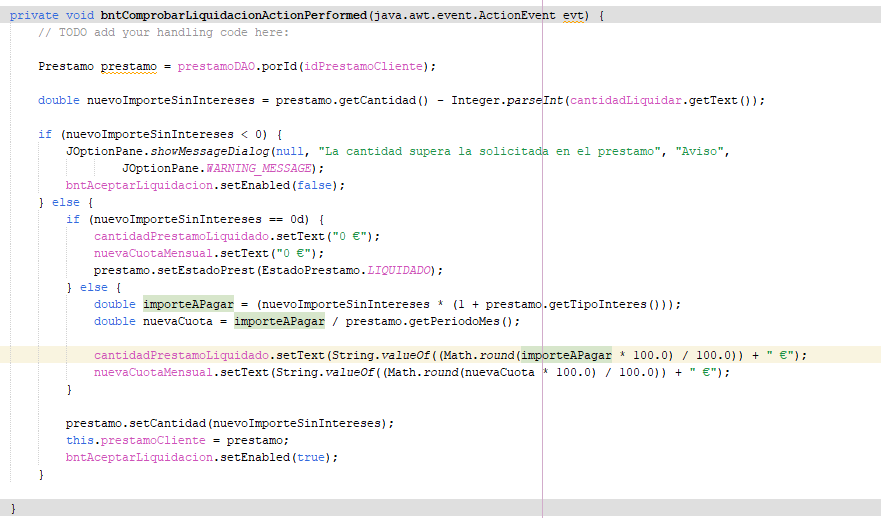 private void bntComprobarLiquidacionActionPerformed(java.awt.event.ActionEvent evt) {
// TODO add your handling code here:
Prestamo prestamo = prestamoDAO.porId(idPrestamoCliente);
double nuevoImporteSinIntereses = prestamo.getCantidad() - Integer.parseInt(cantidadLiquidar.getText());
if (nuevoImporteSinIntereses < 0) {
JOptionPane.showMessageDialog(null, "La cantidad supera la solicitada en el prestamo", "Aviso",
JOptionPane.WARNING_MESSAGE);
bntAceptarLiquidacion.setEnabled(false);
} else {
if (nuevoImporteSinIntereses == 0d) {
cantidadPrestamoLiquidado.setText("0 €");
nuevaCuotaMensual.setText("0 €");
prestamo.setEstadoPrest(EstadoPrestamo.LIQUIDADO);
} else {
double importeAPagar = (nuevoImporteSinIntereses * (1 + prestamo.getTipoInteres()));
double nuevaCuota = importeAPagar / prestamo.getPeriodoMes();
cantidadPrestamoLiquidado.setText(String.valueOf((Math.round(importeAPagar * 100.0) / 100.0)) + " €");
nuevaCuotaMensual.setText(String.valueOf((Math.round(nuevaCuota * 100.0) / 100.0)) + " €");
}
prestamo.setCantidad(nuevoImporteSinIntereses);
this.prestamoCliente = prestamo;
bntAceptarLiquidacion.setEnabled(true);
}
}